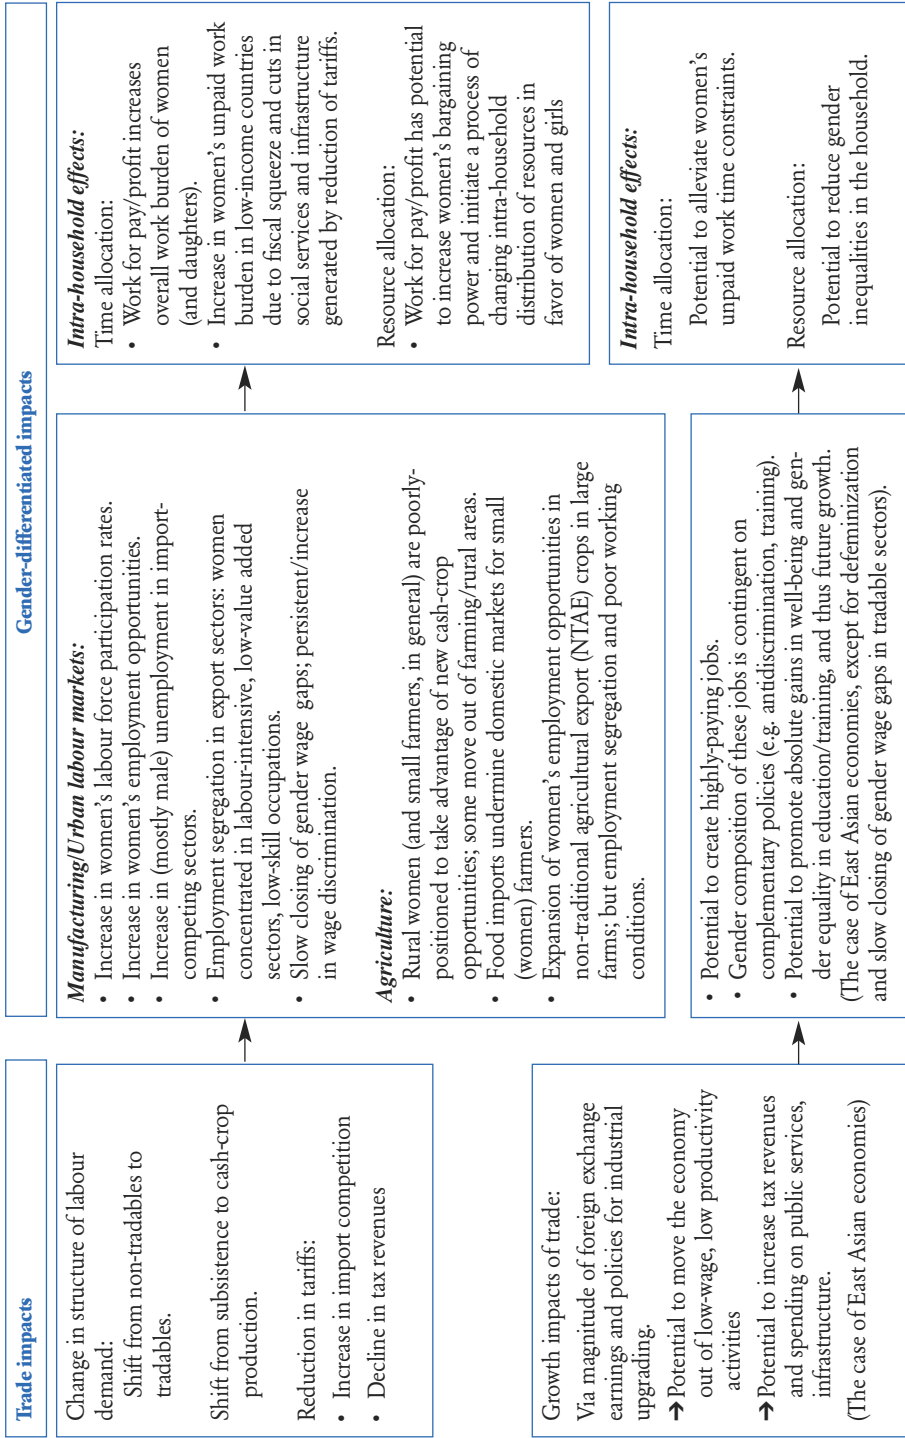 Trade impacts
Gender-differentiated impacts
Change in structure of labour
demand:
Shift from non-tradables to
tradables.
Shift from subsistence to cash-crop
production.
Reduction in tariffs:
• Increase in import competition
• Decline in tax revenues
Manufacturing/Urban labour markets:
• Increase in women's labour force participation rates.
• Increase in women's employment opportunities.
• Increase in (mostly male) unemployment in import-
competing sectors.
• Employment segregation in export sectors: women
concentrated in labour-intensive, low-value added
sectors, low-skill occupations.
• Slow closing of gender wage gaps; persistent/increase
in wage discrimination.
Agriculture:
• Rural women (and small farmers, in general) are poorly-
positioned to take advantage of new cash-crop
opportunities; some move out of farming/rural areas.
• Food imports undermine domestic markets for small
(women) farmers.
• Expansion of women's employment opportunities in
non-traditional agricultural export (NTAE) crops in large
farms; but employment segregation and poor working
conditions.
Intra-household effects:
Time allocation:
• Work for pay/profit increases
overall work burden of women
(and daughters).
• Increase in women's unpaid work
burden in low-income countries
due to fiscal squeeze and cuts in
social services and infrastructure
generated by reduction of tariffs.
Resource allocation:
• Work for pay/profit has potential
to increase women's bargaining
power and initiate a process of
changing intra-household
distribution of resources in
favor of women and girls
Growth impacts of trade:
Via magnitude of foreign exchange
earnings and policies for industrial
upgrading.
➔ Potential to move the economy
out of low-wage, low productivity
activities
➔ Potential to increase tax revenues
and spending on public services,
infrastructure.
(The case of East Asian economies)
• Potential to create highly-paying jobs.
• Gender composition of these jobs is contingent on
complementary policies (e.g. antidiscrimination, training).
• Potential to promote absolute gains in well-being and gen-
der equality in education/training, and thus future growth.
(The case of East Asian economies, except for defeminization
and slow closing of gender wage gaps in tradable sectors).
Intra-household effects:
Time allocation:
Potential to alleviate women's
unpaid work time constraints.
Resource allocation:
Potential to reduce gender
inequalities in the household.